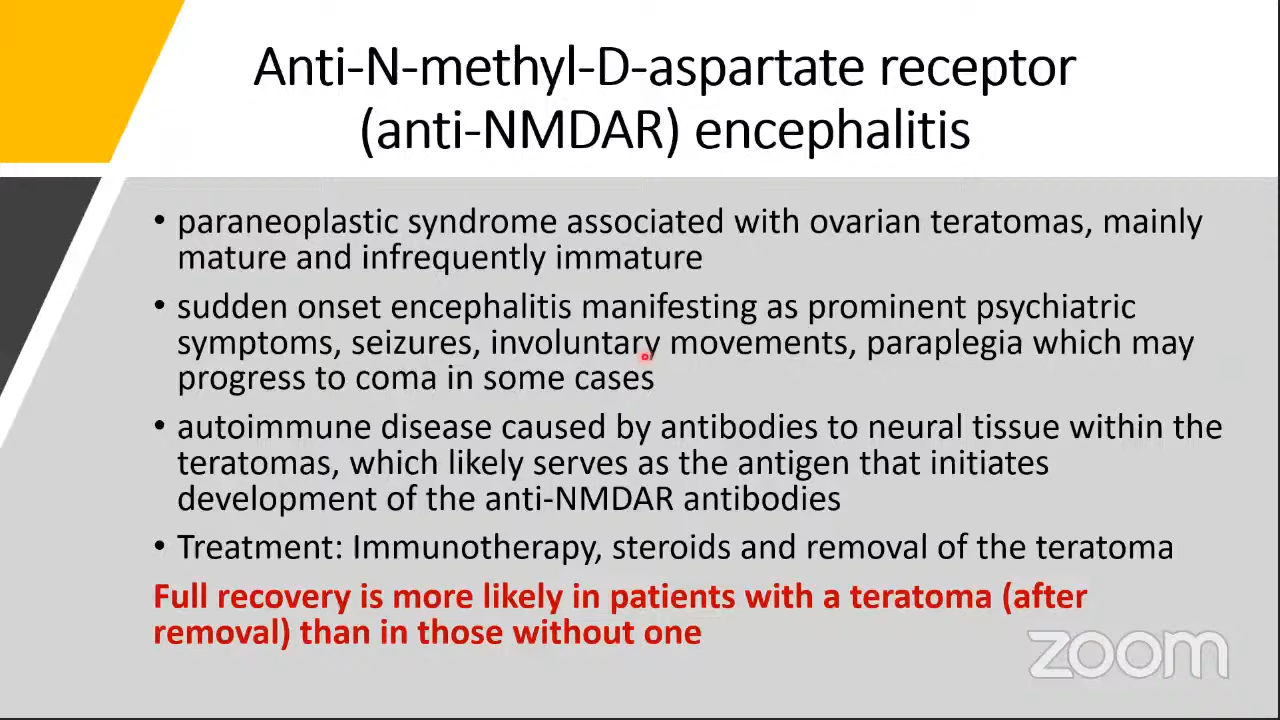 Anti-N-methyl-D-aspartate receptor
(anti-NMDAR) encephalitis
• paraneoplastic syndrome associated with ovarian teratomas, mainly
mature and infrequently immature
• sudden onset encephalitis manifesting as prominent psychiatric
symptoms, seizures, involuntary movements, paraplegia which may
progress to coma in some cases
• autoimmune disease caused by antibodies to neural tissue within the
teratomas, which likely serves as the antigen that initiates
development of the anti-NMDAR antibodies
• Treatment: Immunotherapy, steroids and removal of the teratoma
Full recovery is more likely in patients with a teratoma (after
removal) than in those without one
zoom